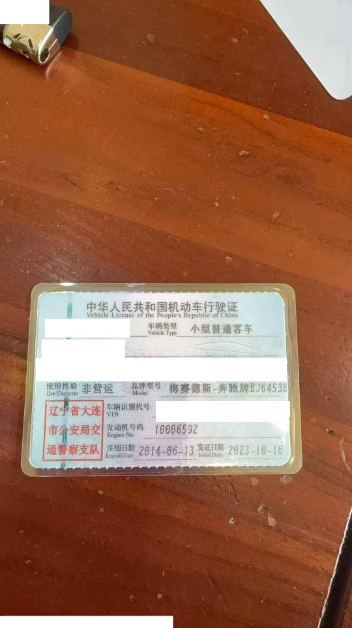 中华人民共和国机动车行驶证
Vehicle License of the People's Republic of China
车辆类型 小型普通客车
Vehicle Type
使用性质 非营运 品牌型号 梅赛德斯-奔驰牌BJ6453E
Use Character Model
辽宁省大连
市公安局交
通警察支队
车辆识别代号
VIN
发动机号码 10006592
Engine No.
注册日期 2014-06-13 发证日期 2023-10-16
Register Date Issue Date